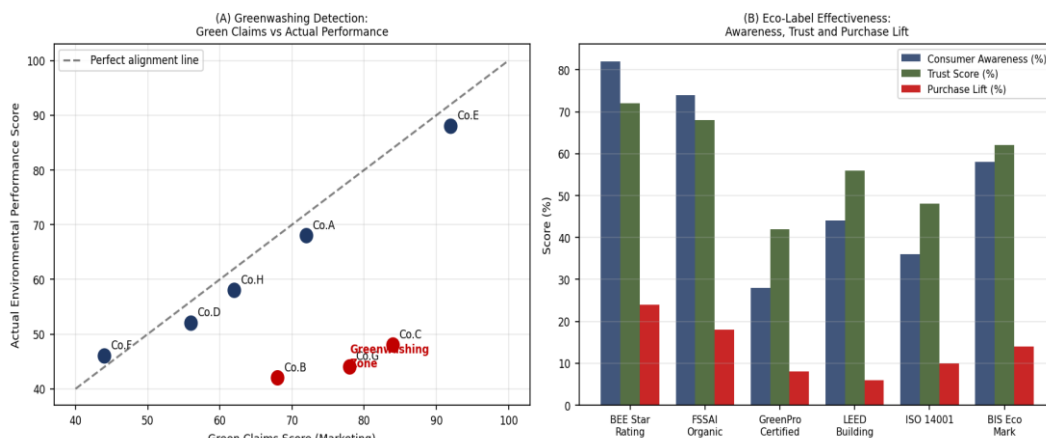 (A) Greenwashing Detection:
Green Claims vs Actual Performance
Perfect alignment line
Actual Environmental Performance Score
100
90
80
70
60
50
40
Co.E
Co.A
Co.H
Co.D
Co.F
Co.C
Greenwashing
Co.G
Zone
Co.B
40
50
60
70
80
90
100
Green Claims Score (Marketing)
(B) Eco-Label Effectiveness:
Awareness, Trust and Purchase Lift
Consumer Awareness (%)
Trust Score (%)
Purchase Lift (%)
Score (%)
80
70
60
50
40
30
20
10
0
BEE Star
Rating
FSSAI
Organic
GreenPro
Certified
LEED
Building
ISO 14001
BIS Eco
Mark